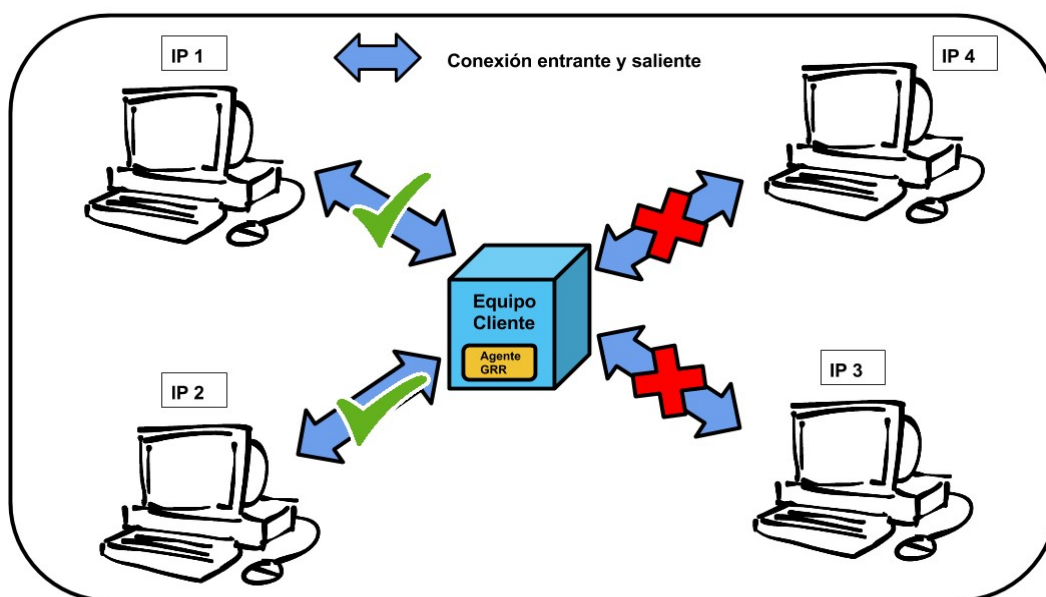 IP 1
Conexión entrante y saliente
IP 4
Equipo
Cliente
Agente
GRR
IP 2
IP 3